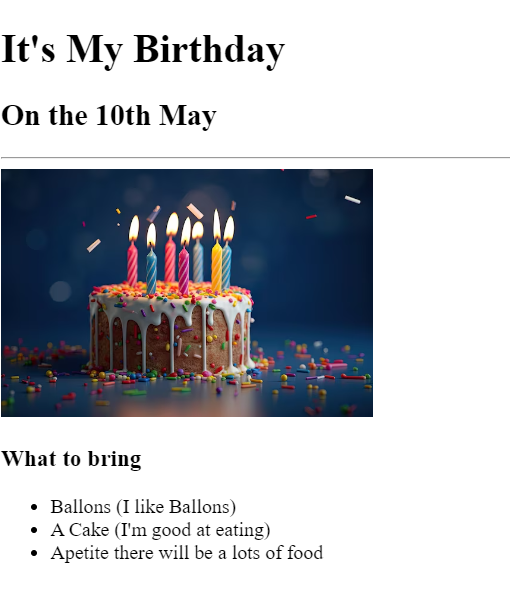 It's My Birthday
On the 10th May
What to bring
Ballons (I like Ballons)
A Cake (I'm good at eating)
Apetite there will be a lots of food